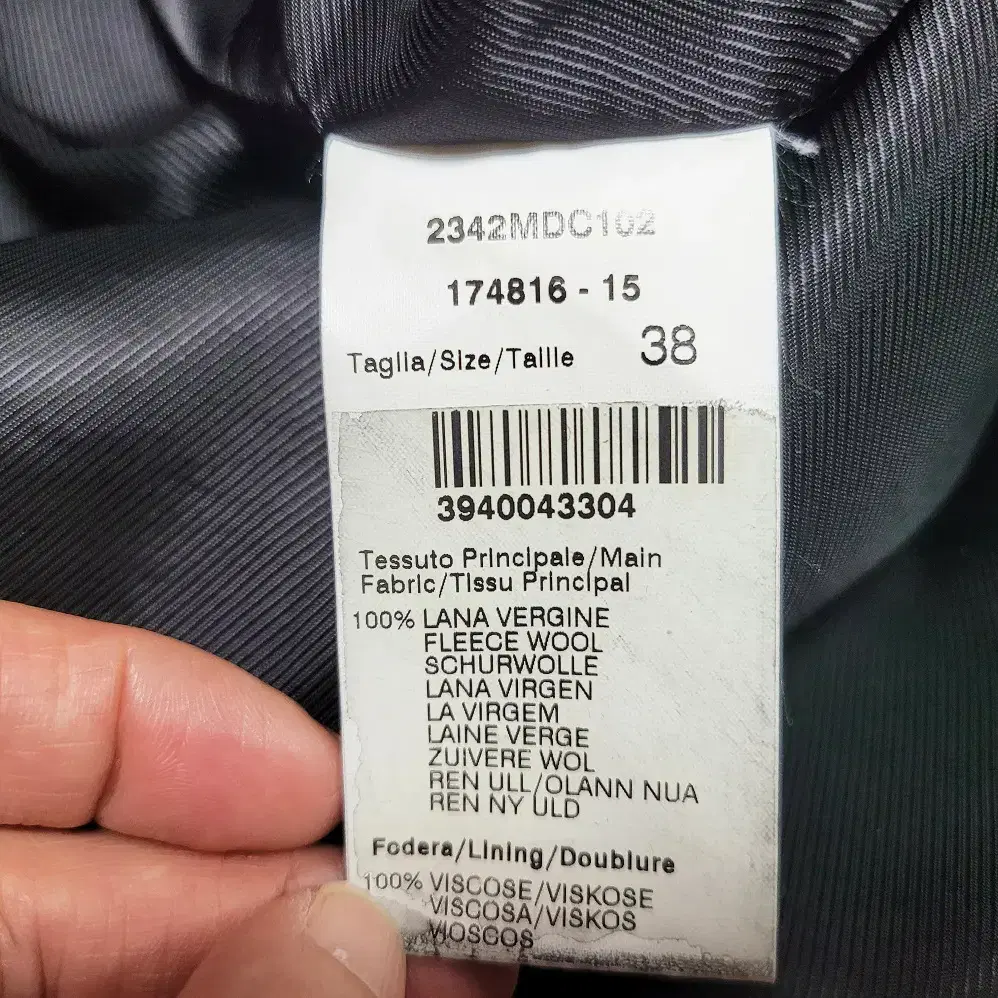 2342MDC102
174816 - 15
Taglia/Size/Taille 38
3940043304
Tessuto Principale/Main
Fabric/Tissu Principal
100% LANA VERGINE
FLEECE WOOL
SCHURWOLLE
LANA VIRGEN
LA VIRGEM
LAINE VERGE
ZUIVERE WOL
REN ULL/OLANN NUA
REN NY ULD
Fodera/Lining/Doublure
100% VISCOSE/VISKOSE
VISCOSA/VISKOS
VIOSCOS